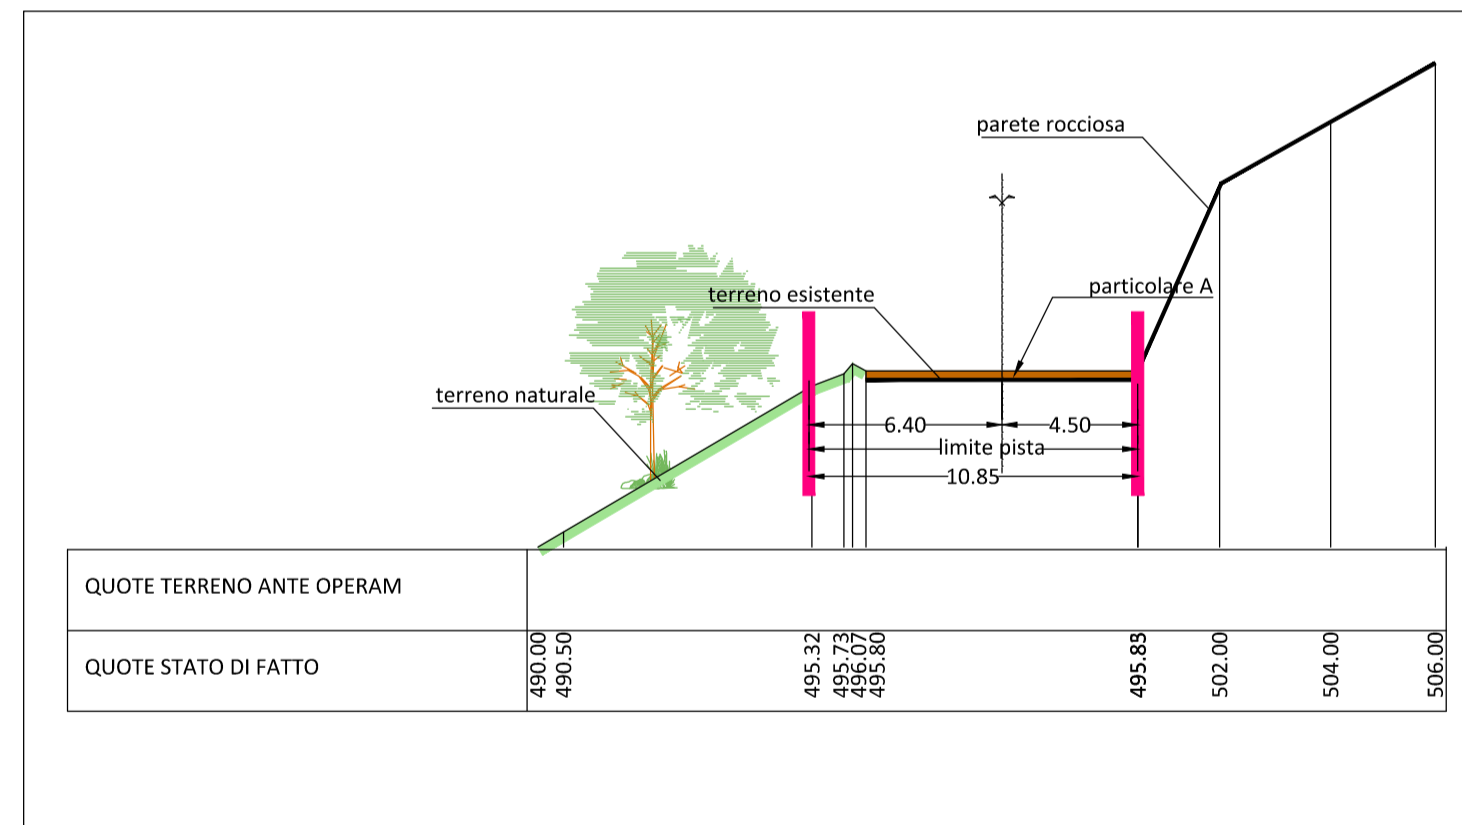 parete rocciosa
particolare A
terreno esistente
terreno naturale
6.40
4.50
limite pista
10.85
QUOTE TERRENO ANTE OPERAM
QUOTE STATO DI FATTO
490.00
490.50
495.32
495.73
496.07
495.80
502.00
504.00
506.00